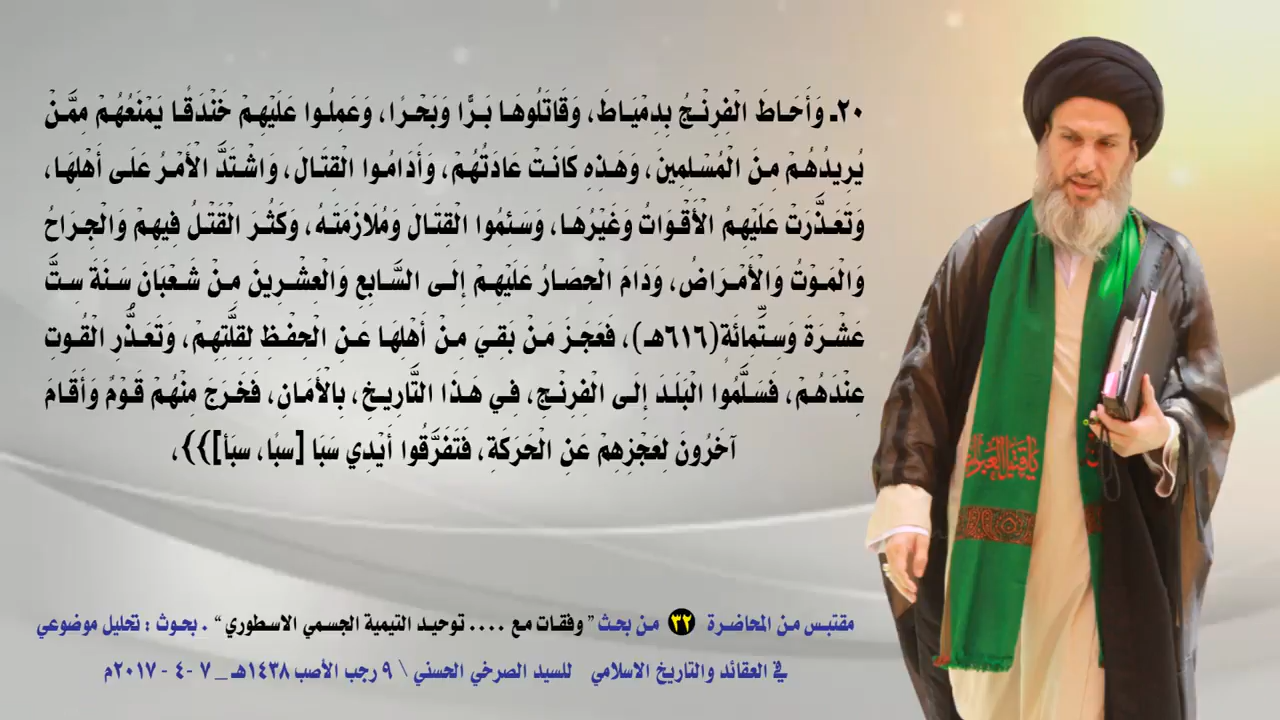 ٢٠ـ وَأَحَاطَ الْفِرِنْجُ بِدِمْيَاطَ، وَقَاتَلُوهَا بَرًّا وَبَحْرًا، وَعَمِلُوا عَلَيْهِمْ خَنْدَقًا يَمْنَعُهُمْ مِمَّنْ
يُرِيدُهُمْ مِنَ الْمُسْلِمِينَ، وَهَذِهِ كَانَتْ عَادَتُهُمْ، وَأَدَامُوا الْقِتَالَ، وَاشْتَدَّ الْأَمْرُ عَلَى أَهْلِهَا،
وَتَعَذَّرَتْ عَلَيْهِمُ الْأَقْوَاتُ وَغَيْرُهَا، وَسَئِمُوا الْقِتَالَ وَمُلَازَمَتَهُ، وَكَثُرَ الْقَتْلُ فِيهِمْ وَالْجِرَاحُ
وَالْمَوْتُ وَالْأَمْرَاضُ، وَدَامَ الْحِصَارُ عَلَيْهِمْ إِلَى السَّابِعِ وَالْعِشْرِينَ مِنْ شَعْبَانَ سَنَةَ سِتَّ
عَشْرَةَ وَسِتِّمِائَة(٦١٦هـ)، فَعَجَزَ مَنْ بَقِيَ مِنْ أَهْلِهَا عَنِ الْحِفْظِ لِقِلَّتِهِمْ، وَتَعَذُّرِ الْقُوتِ
عِنْدَهُمْ، فَسَلَّمُوا الْبَلَدَ إِلَى الْفِرِنْجِ، فِي هَذَا التَّارِيخِ، بِالْأَمَانِ، فَخَرَجَ مِنْهُمْ قَوْمٌ وَأَقَامَ
آخَرُونَ لِعَجْزِهِمْ عَنِ الْحَرَكَةِ، فَتَفَرَّقُوا أَيْدِي سَبَا [سبًا، سبَأ]}}،
مقتبس من المحاضرة ٣٢ من بحث " وقفات مع .... توحيد التيمية الجسمي الاسطوري " . بحوث : تحليل موضوعي
في العقائد والتاريخ الاسلامي للسيد الصرخي الحسني \ ٩ رجب الأصب ١٤٣٨هـ _ ٧ -٤ - ٢٠١٧م